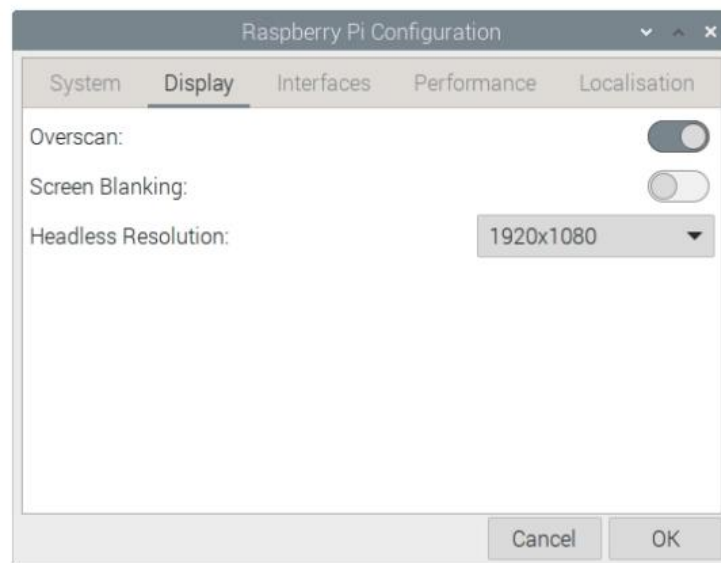 Raspberry Pi Configuration
System Display Interfaces Performance Localisation
Overscan:
Screen Blanking:
Headless Resolution: 1920x1080
Cancel OK